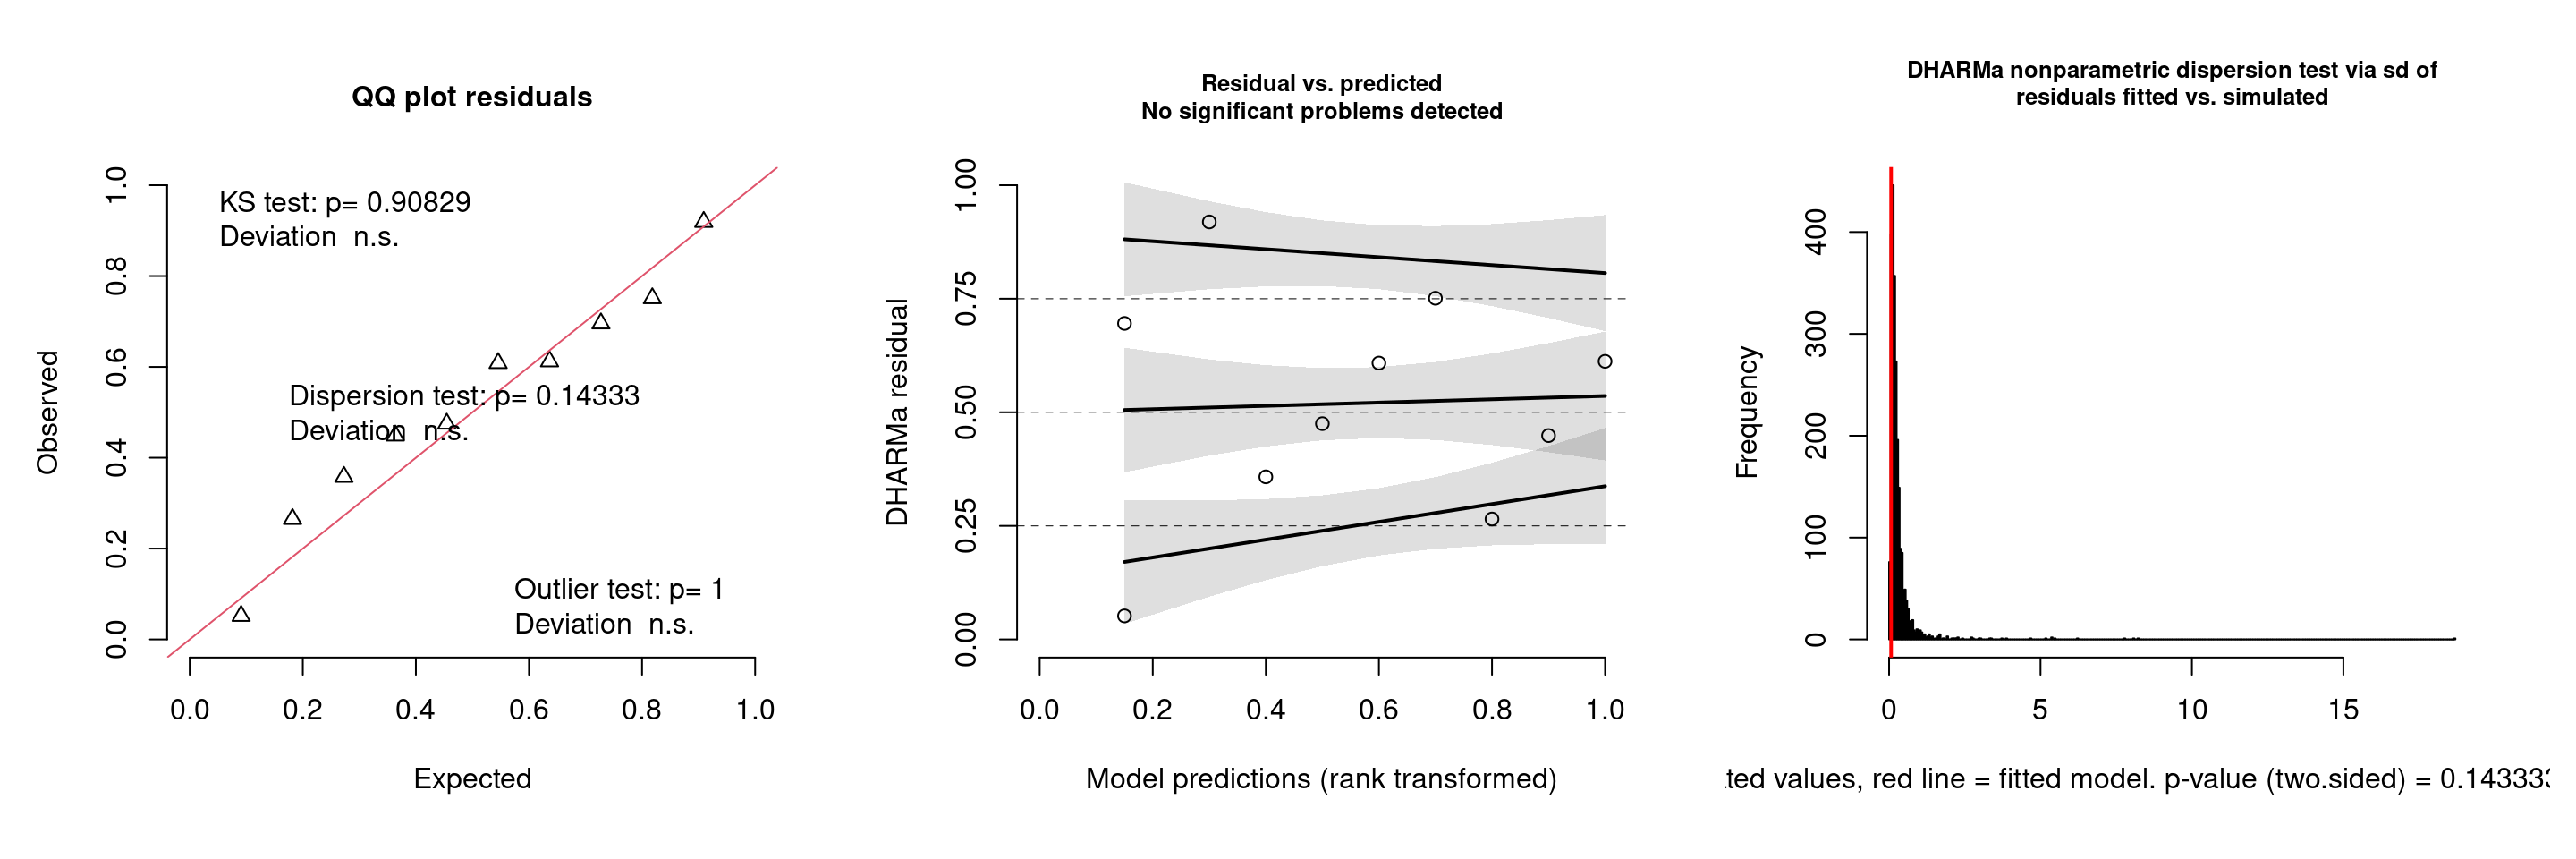 QQ plot residuals
KS test: p= 0.90829
Deviation  n.s.
Dispersion test: p= 0.14333
Deviation  n.s.
Outlier test: p= 1
Deviation  n.s.
Observed
0.0 0.2 0.4 0.6 0.8 1.0
0.0 0.2 0.4 0.6 0.8 1.0
Expected
Residual vs. predicted
No significant problems detected
DHARMa residual
0.00 0.25 0.50 0.75 1.00
0.0 0.2 0.4 0.6 0.8 1.0
Model predictions (rank transformed)
DHARMa nonparametric dispersion test via sd of
residuals fitted vs. simulated
Frequency
0 100 200 300 400
0 5 10 15
values, red line = fitted model. p-value (two.sided) =